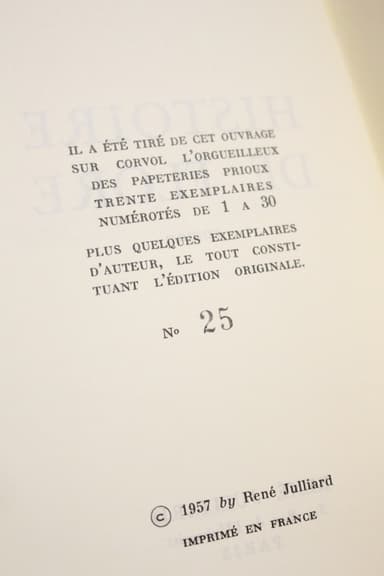 IL A ÉTÉ TIRÉ DE CET OUVRAGE
SUR CORVOL L'ORGUEILLEUX
DES PAPETERIES PRIOUX
TRENTE EXEMPLAIRES
NUMÉROTÉS DE 1 A 30
PLUS QUELQUES EXEMPLAIRES
D'AUTEUR, LE TOUT CONSTI-
TUANT L'ÉDITION ORIGINALE.
No 25
© 1957 by René Julliard
IMPRIMÉ EN FRANCE